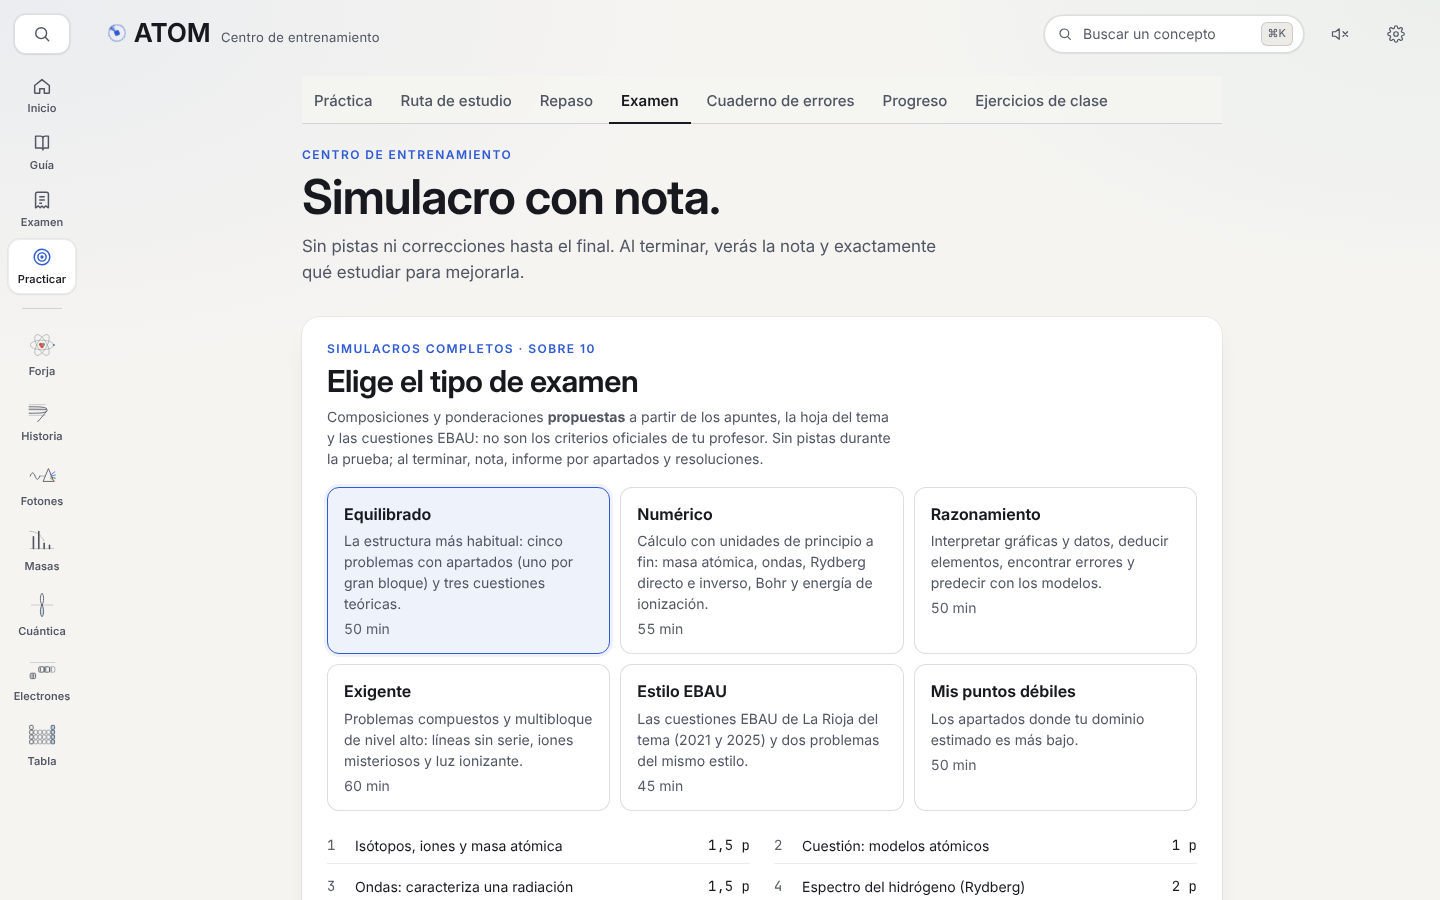 ATOM Centro de entrenamiento
Buscar un concepto ⌘K
Inicio
Guía
Examen
Practicar
Forja
Historia
Fotones
Masas
Cuántica
Electrones
Tabla
Práctica Ruta de estudio Repaso Examen Cuaderno de errores Progreso Ejercicios de clase
CENTRO DE ENTRENAMIENTO
Simulacro con nota.
Sin pistas ni correcciones hasta el final. Al terminar, verás la nota y exactamente
qué estudiar para mejorarla.
SIMULACROS COMPLETOS · SOBRE 10
Elige el tipo de examen
Composiciones y ponderaciones propuestas a partir de los apuntes, la hoja del tema
y las cuestiones EBAU: no son los criterios oficiales de tu profesor. Sin pistas durante
la prueba; al terminar, nota, informe por apartados y resoluciones.
Equilibrado
La estructura más habitual: cinco
problemas con apartados (uno por
gran bloque) y tres cuestiones
teóricas.
50 min
Numérico
Cálculo con unidades de principio a
fin: masa atómica, ondas, Rydberg
directo e inverso, Bohr y energía de
ionización.
55 min
Razonamiento
Interpretar gráficas y datos, deducir
elementos, encontrar errores y
predecir con los modelos.
50 min
Exigente
Problemas compuestos y multibloque
de nivel alto: líneas sin serie, iones
misteriosos y luz ionizante.
60 min
Estilo EBAU
Las cuestiones EBAU de La Rioja del
tema (2021 y 2025) y dos problemas
del mismo estilo.
45 min
Mis puntos débiles
Los apartados donde tu dominio
estimado es más bajo.
50 min
1 Isótopos, iones y masa atómica 1,5 p
2 Cuestión: modelos atómicos 1 p
3 Ondas: caracteriza una radiación 1,5 p
4 Espectro del hidrógeno (Rydberg) 2 p